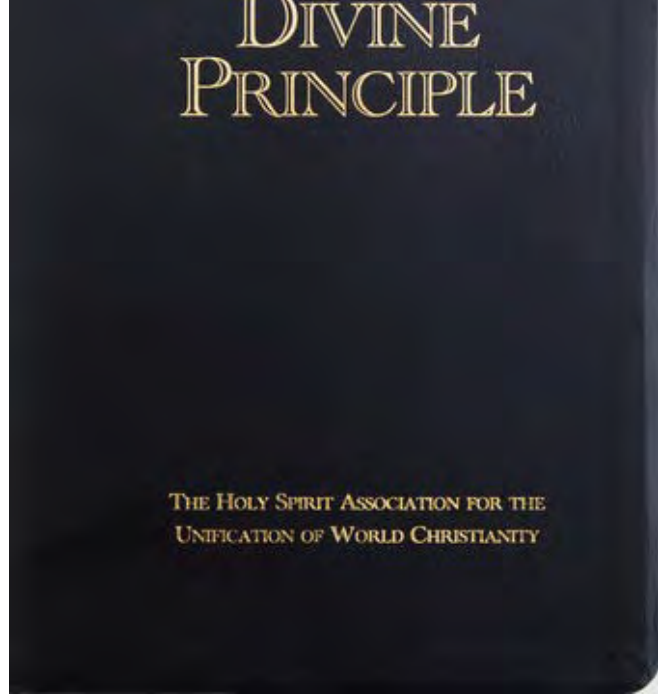 DIVINE
PRINCIPLE
THE HOLY SPIRIT ASSOCIATION FOR THE
UNIFICATION OF WORLD CHRISTIANITY